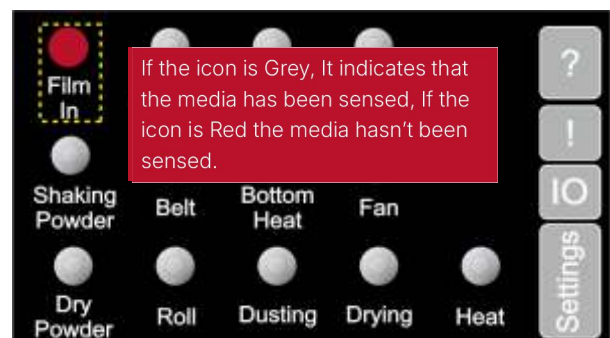 Film
In
If the icon is Grey, It indicates that
the media has been sensed, If the
icon is Red the media hasn't been
sensed.
?
!
IO
Settings
Shaking
Powder
Belt
Bottom
Heat
Fan
Dry
Powder
Roll
Dusting
Drying
Heat